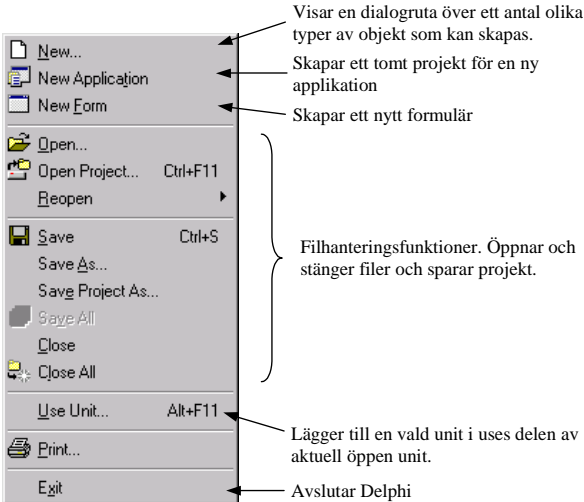 Visar en dialogruta över ett antal olika
typer av objekt som kan skapas.
New...
New Application
Skapar ett tomt projekt för en ny
applikation
New Form
Skapar ett nytt formulär
Open...
Open Project... Ctrl+F11
Reopen
Save Ctrl+S
Save As...
Save Project As...
Save All
Close
Close All
Filhanteringsfunktioner. Öppnar och
stänger filer och sparar projekt.
Use Unit... Alt+F11
Lägger till en vald unit i uses delen av
aktuell öppen unit.
Print...
Exit
Avslutar Delphi